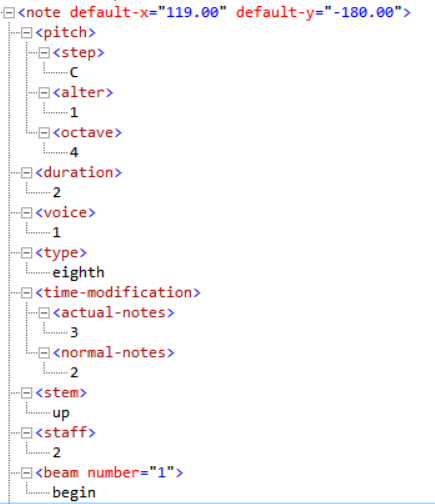 <note default-x="119.00" default-y="-180.00">
<pitch>
<step>
C
<alter>
1
<octave>
4
<duration>
2
<voice>
1
<type>
eighth
<time-modification>
<actual-notes>
3
<normal-notes>
2
<stem>
up
<staff>
2
<beam number="1">
begin